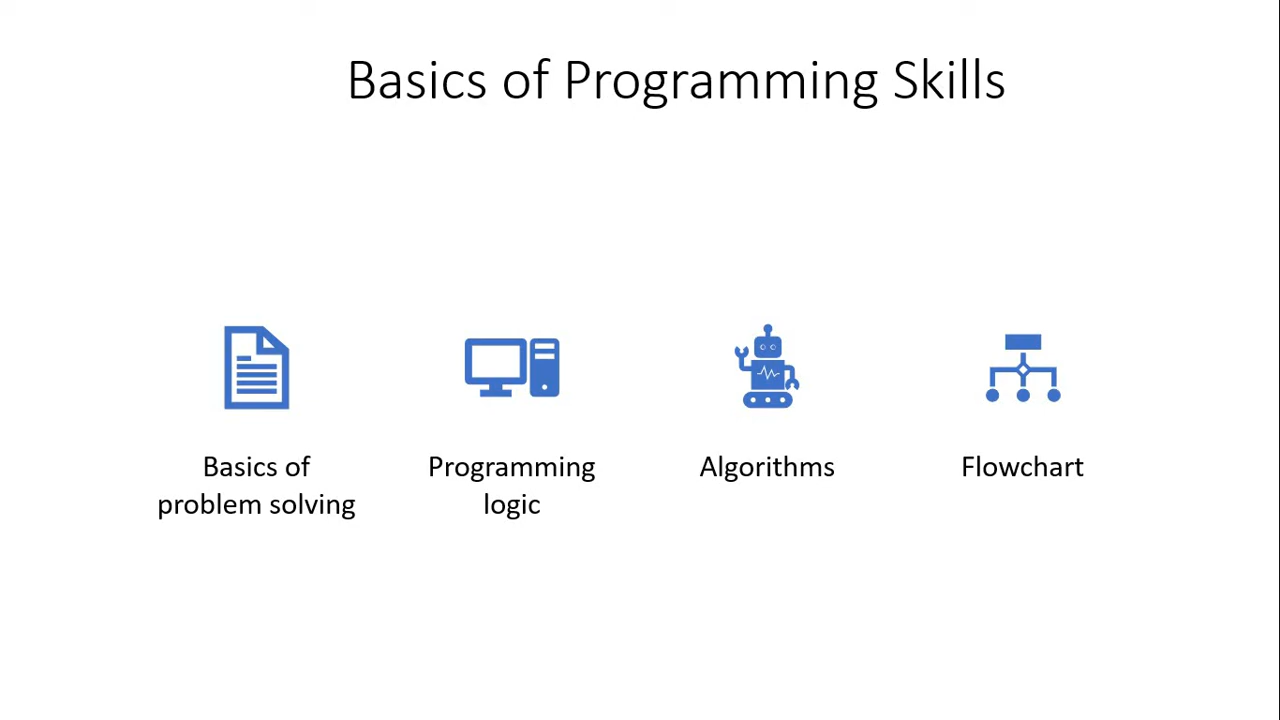 Basics of Programming Skills
Basics of
problem solving
Programming
logic
Algorithms
Flowchart